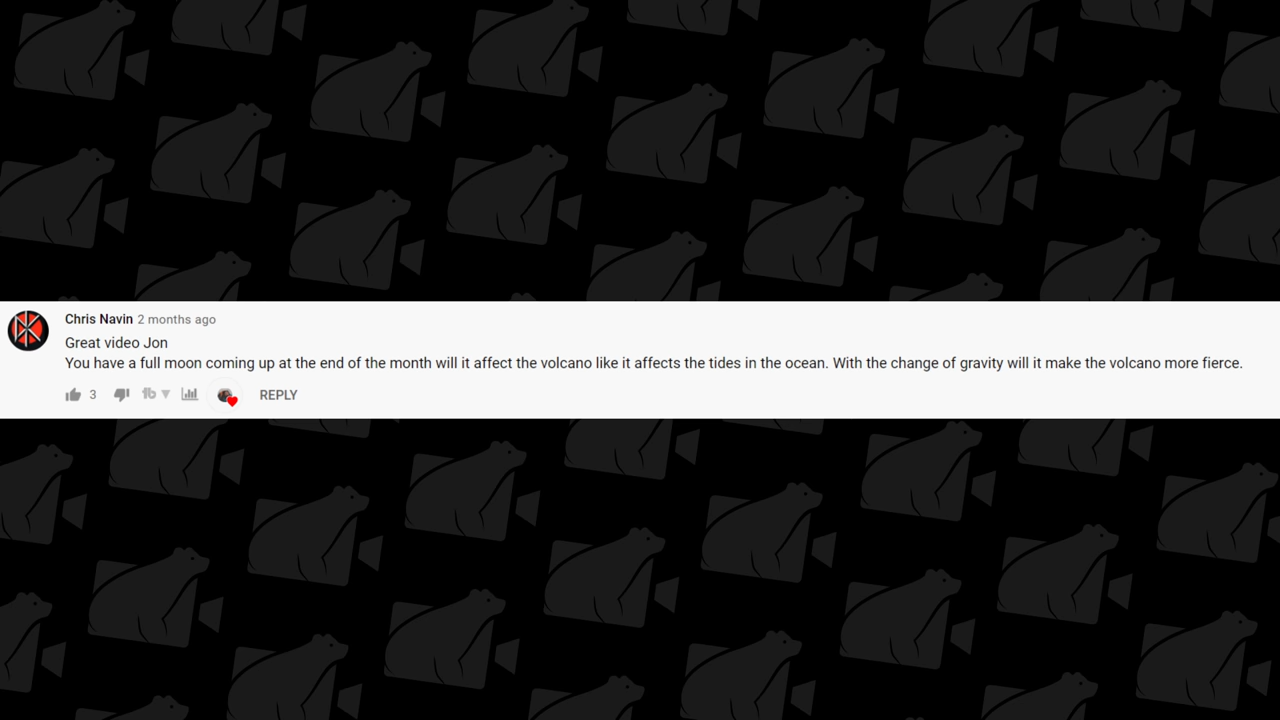 Chris Navin 2 months ago
Great video Jon
You have a full moon coming up at the end of the month will it affect the volcano like it affects the tides in the ocean. With the change of gravity will it make the volcano more fierce.
3 REPLY